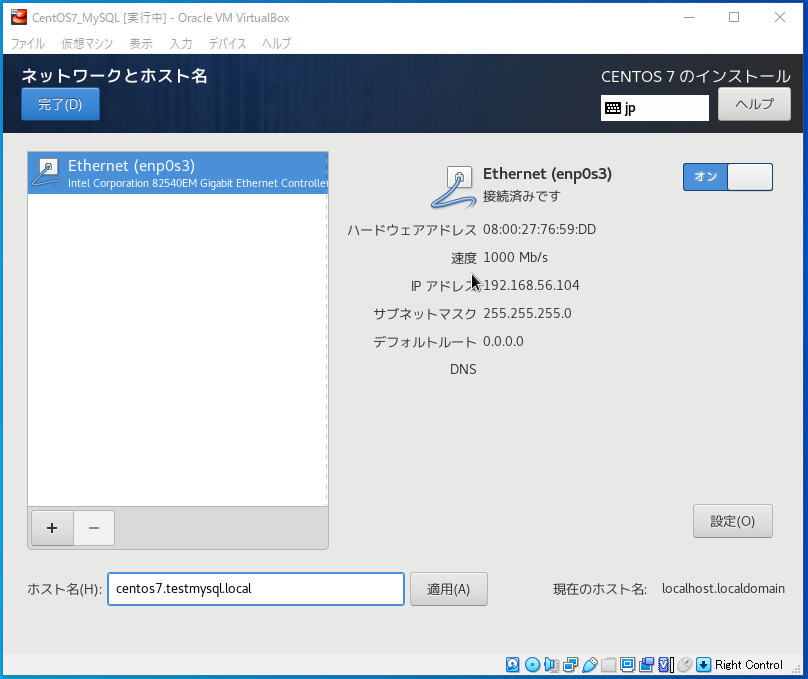 CentOS7_MySQL [実行中] - Oracle VM VirtualBox
ファイル 仮想マシン 表示 入力 デバイス ヘルプ
ネットワークとホスト名
CENTOS 7 のインストール
完了(D)
jp
ヘルプ
Ethernet (enp0s3)
Intel Corporation 82540EM Gigabit Ethernet Controller
Ethernet (enp0s3)
接続済みです
オン
ハードウェアアドレス 08:00:27:76:59:DD
速度 1000 Mb/s
IP アドレス 192.168.56.104
サブネットマスク 255.255.255.0
デフォルトルート 0.0.0.0
DNS
+ −
設定(O)
ホスト名(H): centos7.testmysql.local 適用(A) 現在のホスト名: localhost.localdomain
Right Control